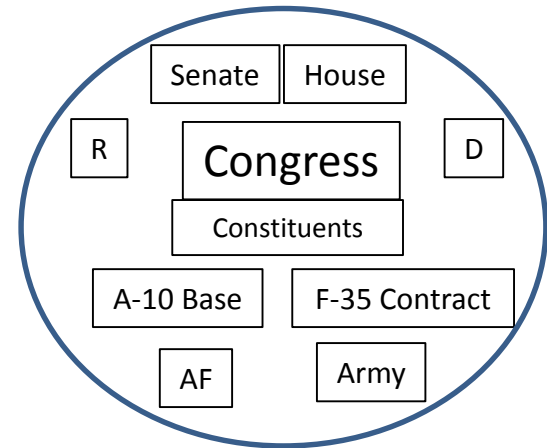 Senate House
R Congress D
Constituents
A-10 Base F-35 Contract
AF Army